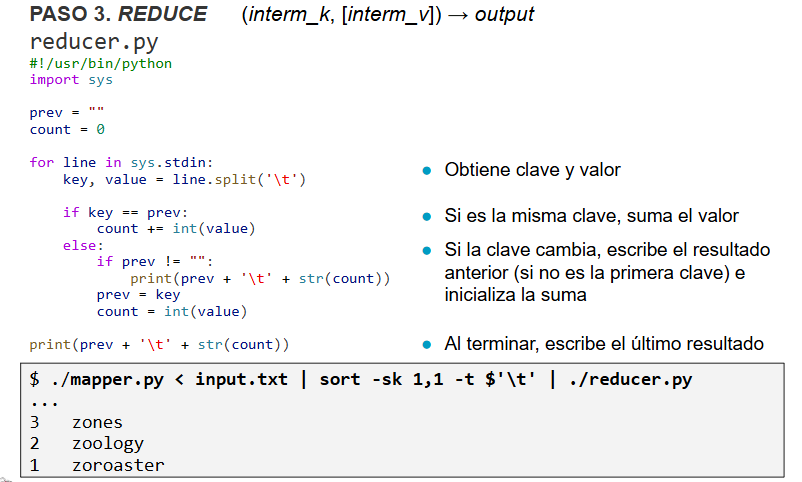 PASO 3. REDUCE (interm_k, [interm_v]) → output
reducer.py
#!/usr/bin/python
import sys
prev = ""
count = 0
for line in sys.stdin:
    key, value = line.split('\t')
● Obtiene clave y valor
    if key == prev:
        count += int(value)
● Si es la misma clave, suma el valor
    else:
        if prev != "":
            print(prev + '\t' + str(count))
        prev = key
        count = int(value)
● Si la clave cambia, escribe el resultado
anterior (si no es la primera clave) e
inicializa la suma
print(prev + '\t' + str(count))
● Al terminar, escribe el último resultado
$ ./mapper.py < input.txt | sort -sk 1,1 -t $'\t' | ./reducer.py
...
3   zones
2   zoology
1   zoroaster